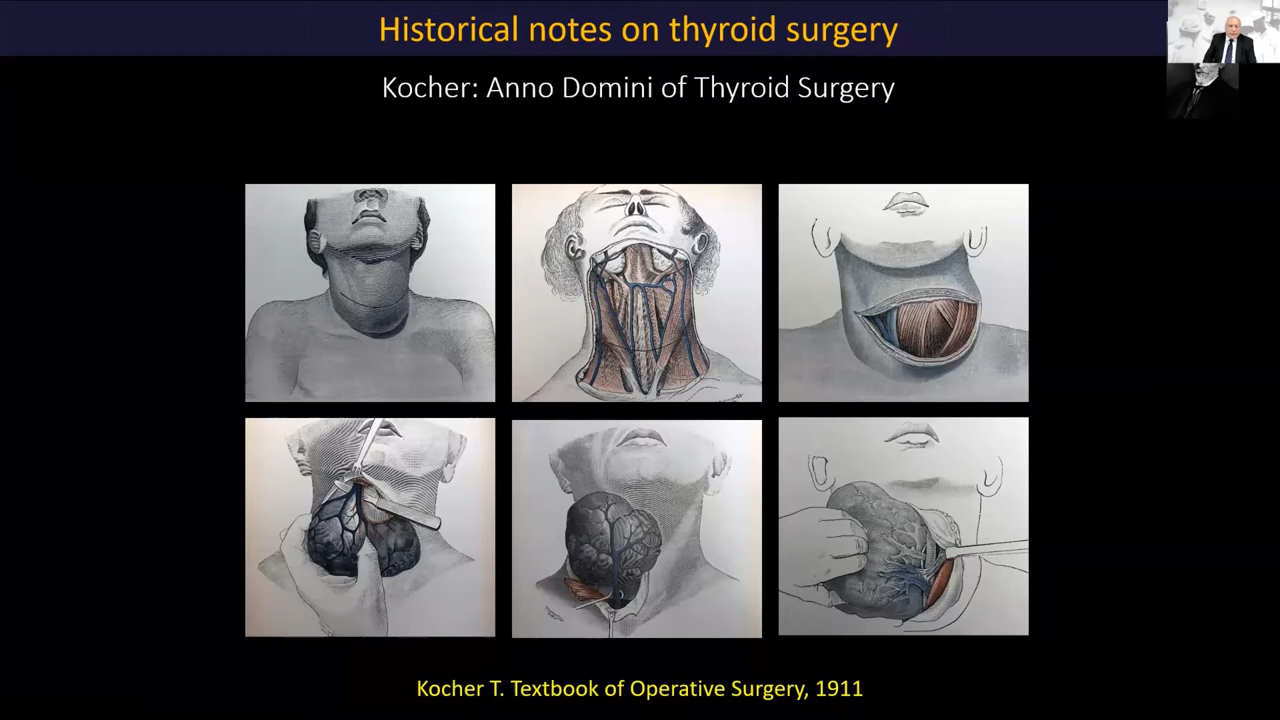 Historical notes on thyroid surgery
Kocher: Anno Domini of Thyroid Surgery
Kocher T. Textbook of Operative Surgery, 1911